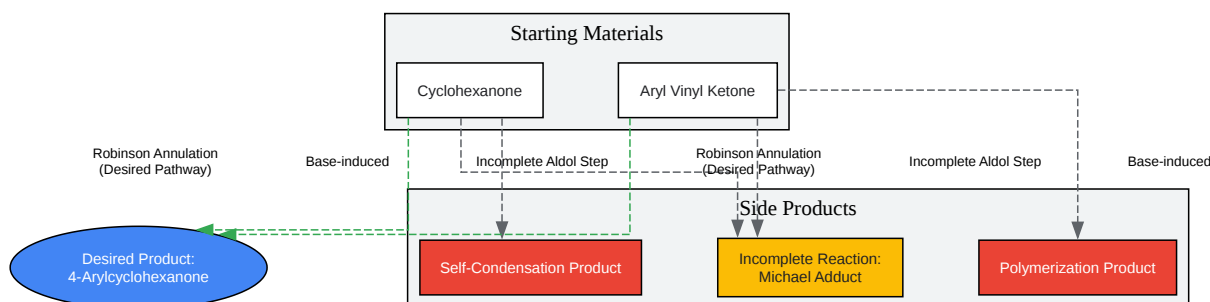 Starting Materials
Cyclohexanone
Aryl Vinyl Ketone
Robinson Annulation
(Desired Pathway)
Base-induced
Incomplete Aldol Step
Robinson Annulation
(Desired Pathway)
Incomplete Aldol Step
Base-induced
Side Products
Desired Product:
4-Arylcyclohexanone
Self-Condensation Product
Incomplete Reaction:
Michael Adduct
Polymerization Product